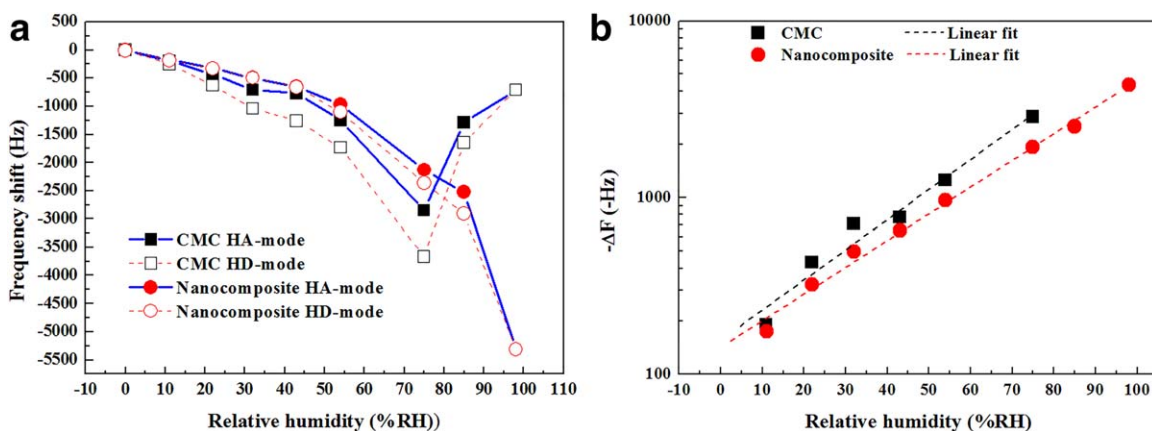 a
500
0
-500
-1000
-1500
-2000
-2500
-3000
-3500
-4000
-4500
-5000
-5500
Frequency shift (Hz)
CMC HA-mode
CMC HD-mode
Nanocomposite HA-mode
Nanocomposite HD-mode
-10 0 10 20 30 40 50 60 70 80 90 100 110
Relative humidity (%RH))
b
10000
1000
100
-ΔF (-Hz)
CMC Linear fit
Nanocomposite Linear fit
-10 0 10 20 30 40 50 60 70 80 90 100
Relative humidity (%RH)